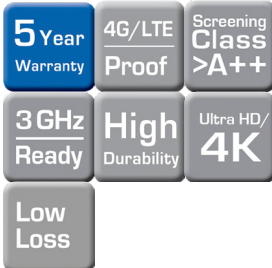 5 Year
Warranty
4G/LTE
Proof
Screening
Class
>A++
3 GHz
Ready
High
Durability
Ultra HD/
4K
Low
Loss